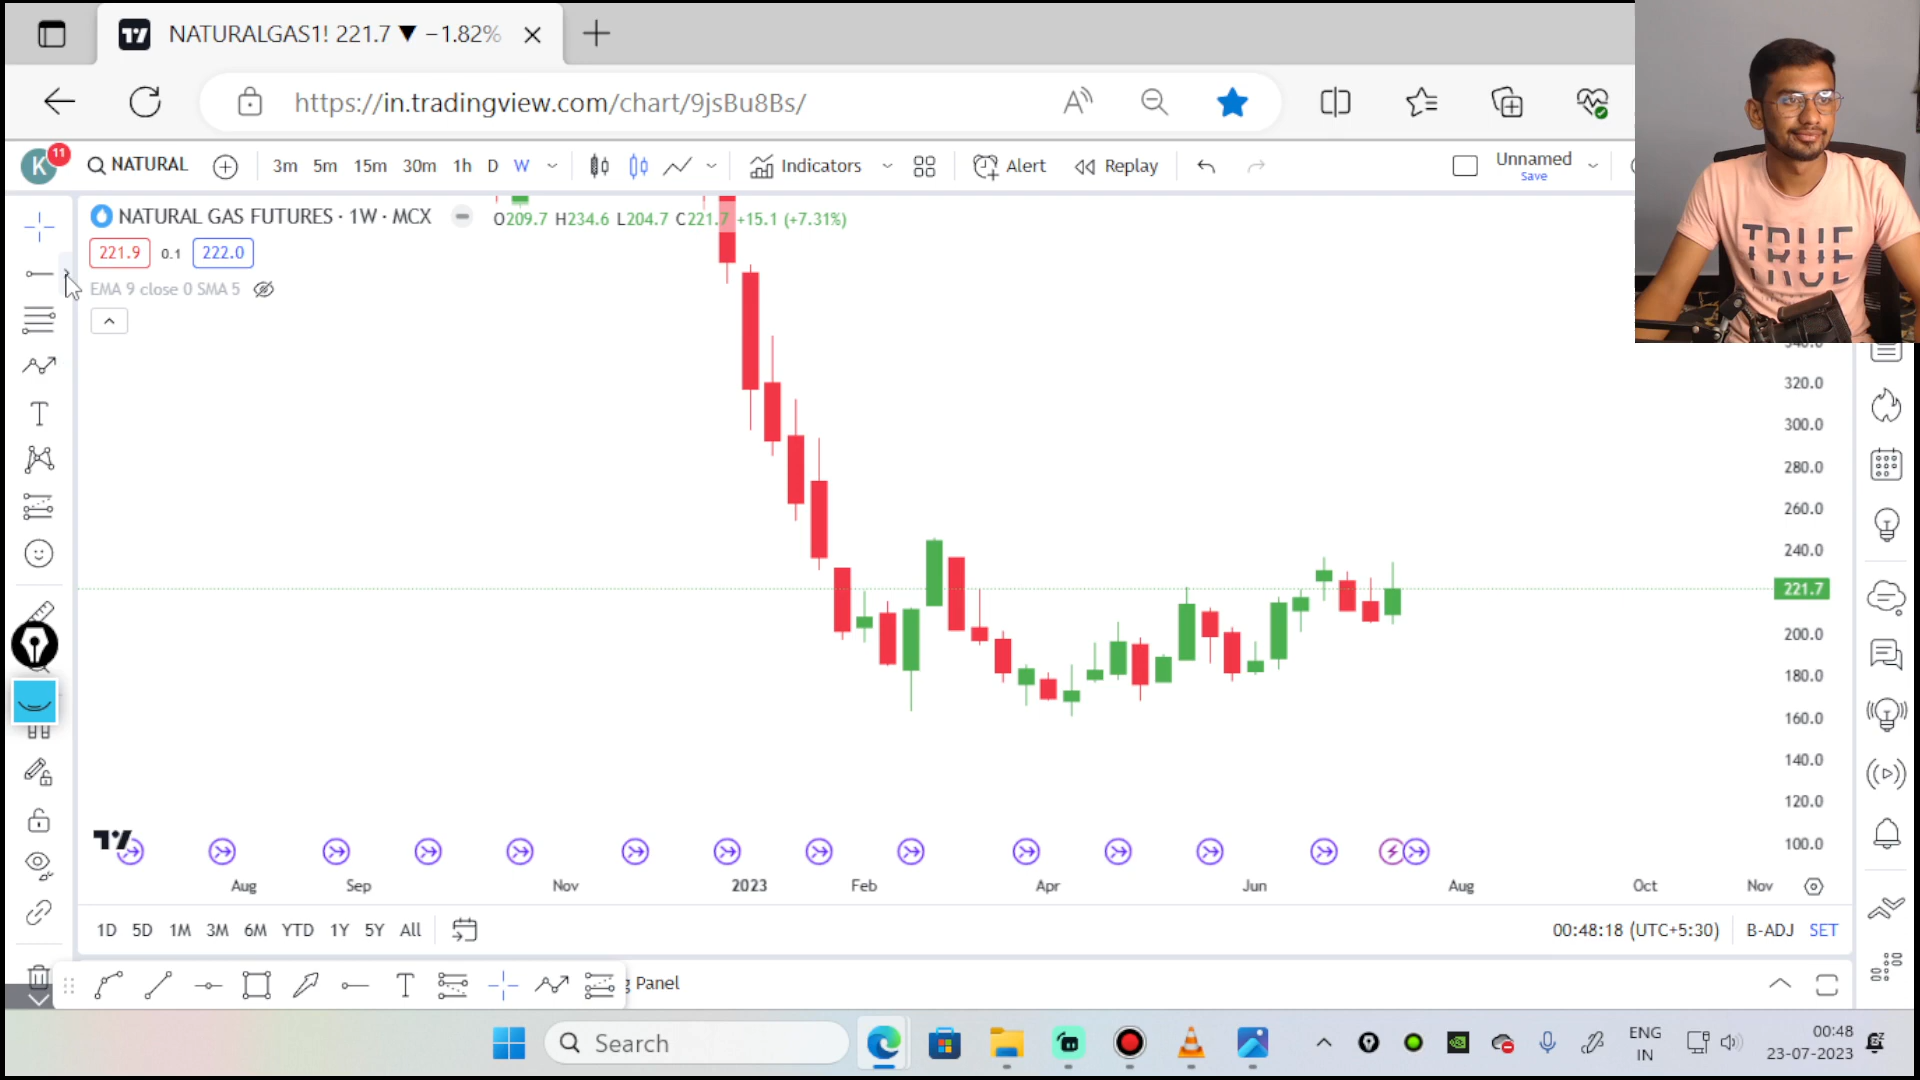 NATURALGAS1! 221.7 ▼ −1.82%
https://in.tradingview.com/chart/9jsBu8Bs/
K 11 NATURAL 3m 5m 15m 30m 1h D W Indicators Alert Replay Unnamed
Save
NATURAL GAS FUTURES · 1W · MCX O209.7 H234.6 L204.7 C221.7 +15.1 (+7.31%)
221.9 0.1 222.0
EMA 9 close 0 SMA 5
TRUE
TRUE
TRUE
340.0
320.0
300.0
280.0
260.0
240.0
221.7
200.0
180.0
160.0
140.0
120.0
100.0
Aug Sep Nov 2023 Feb Apr Jun Aug Oct Nov
1D 5D 1M 3M 6M YTD 1Y 5Y All 00:48:18 (UTC+5:30) B-ADJ SET
Panel
Search
ENG
IN
00:48
23-07-2023